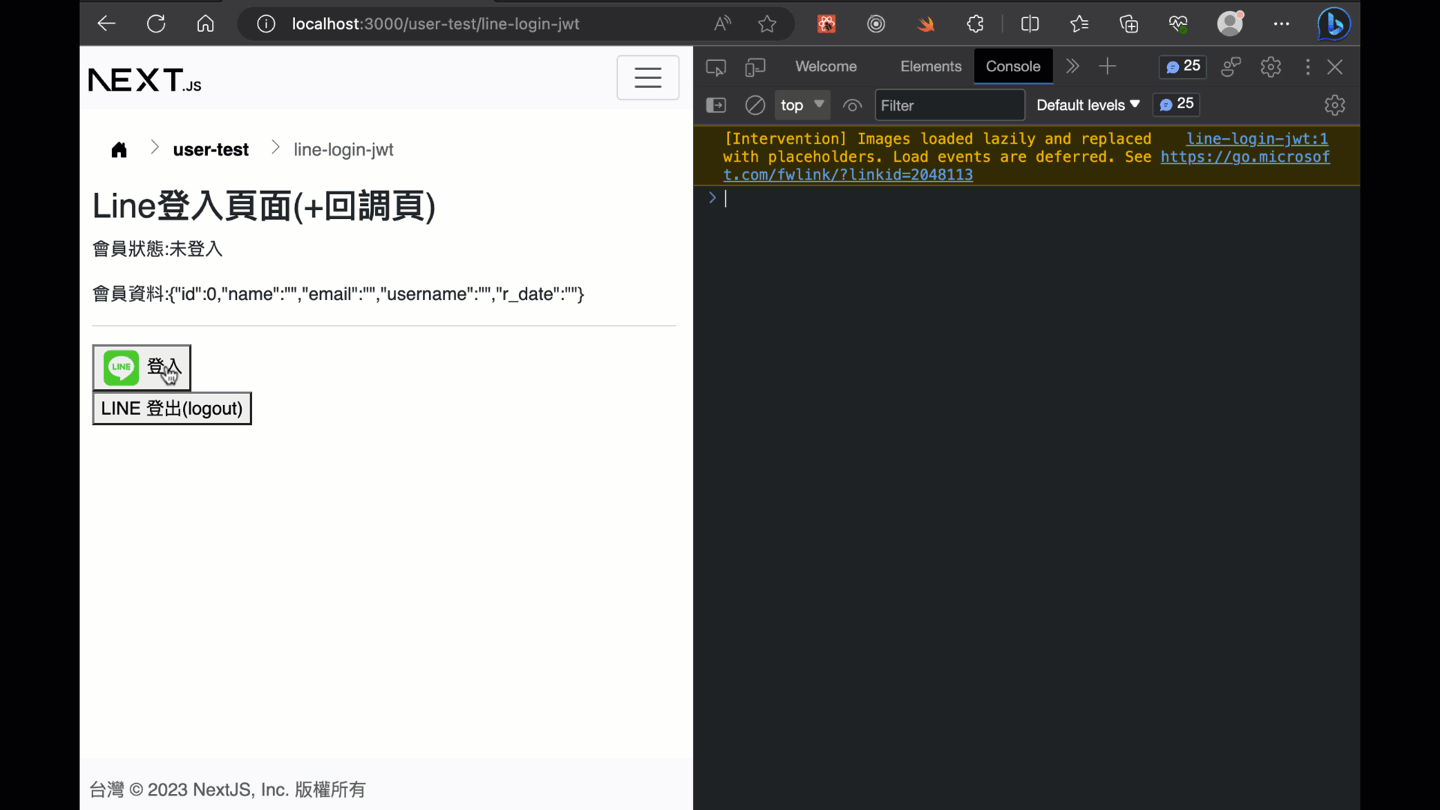 localhost:3000/user-test/line-login-jwt
NEXT.JS
user-test
line-login-jwt
Line登入頁面(+回調頁)
會員狀態:未登入
會員資料:{"id":0,"name":"","email":"","username":"","r_date":""}
LINE 登入
LINE 登出(logout)
台灣 © 2023 NextJS, Inc. 版權所有
Welcome
Elements
Console
25
top
Filter
Default levels
25
[Intervention] Images loaded lazily and replaced line-login-jwt:1
with placeholders. Load events are deferred. See https://go.microsof
t.com/fwlink/?linkid=2048113